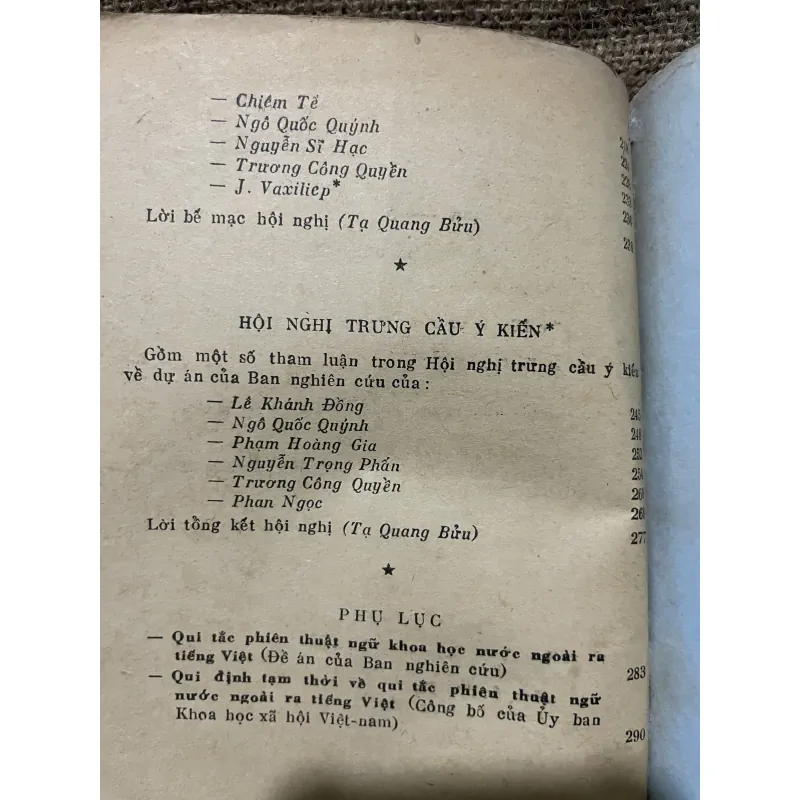 — Chiêm Tế
— Ngô Quốc Quýnh
— Nguyễn Sĩ Hạc
— Trương Công Quyền
— J. Vaxiliep*
Lời bế mạc hội nghị (Tạ Quang Bửu)
★
HỘI NGHỊ TRƯNG CẦU Ý KIẾN*
Gồm một số tham luận trong Hội nghị trưng cầu ý kiến
về dự án của Ban nghiên cứu của :
— Lê Khánh Đồng 245
— Ngô Quốc Quýnh 248
— Phạm Hoàng Gia
— Nguyễn Trọng Phấn 254
— Trương Công Quyền
— Phan Ngọc
Lời tổng kết hội nghị (Tạ Quang Bửu) 277
★
PHỤ LỤC
— Qui tắc phiên thuật ngữ khoa học nước ngoài ra
tiếng Việt (Đề án của Ban nghiên cứu) 283
— Qui định tạm thời về qui tắc phiên thuật ngữ
nước ngoài ra tiếng Việt (Công bố của Ủy ban
Khoa học xã hội Việt-nam) 290